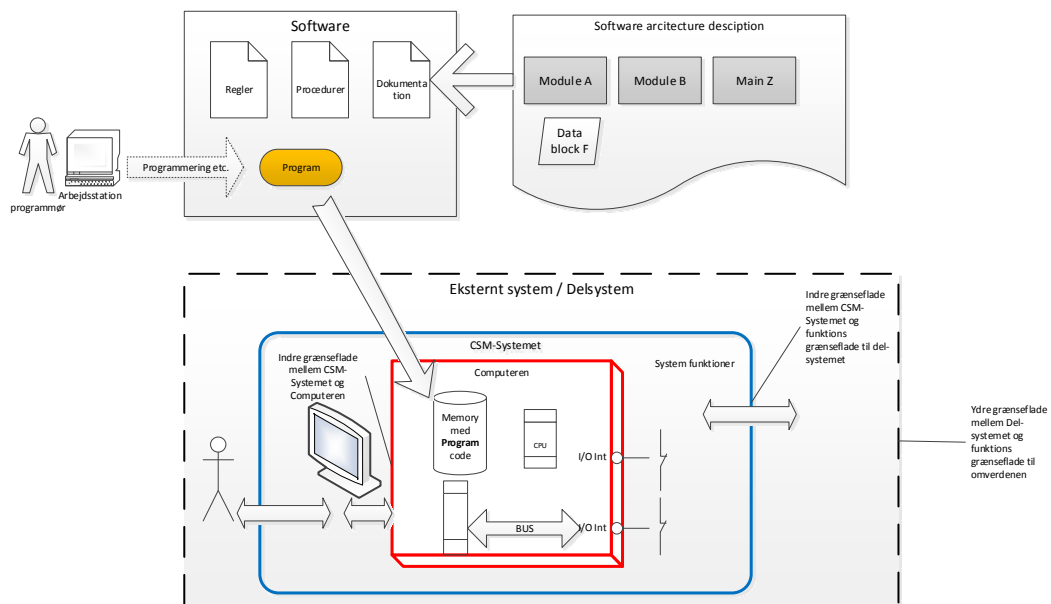 Software
Software arcitecture desciption
Regler
Procedurer
Dokumenta
tion
Module A
Module B
Main Z
Data
block F
Programmering etc.
Program
Arbejdsstation
programmør
Eksternt system / Delsystem
Indre grænseflade
mellem CSM-
Systemet og
funktions
grænseflade til del-
systemet
CSM-Systemet
Indre grænseflade
mellem CSM-
Systemet og
Computeren
Computeren
System funktioner
Memory
med
Program
code
CPU
I/O Int
BUS
I/O Int
Ydre grænseflade
mellem Del-
systemet og
funktions
grænseflade til
omverdenen